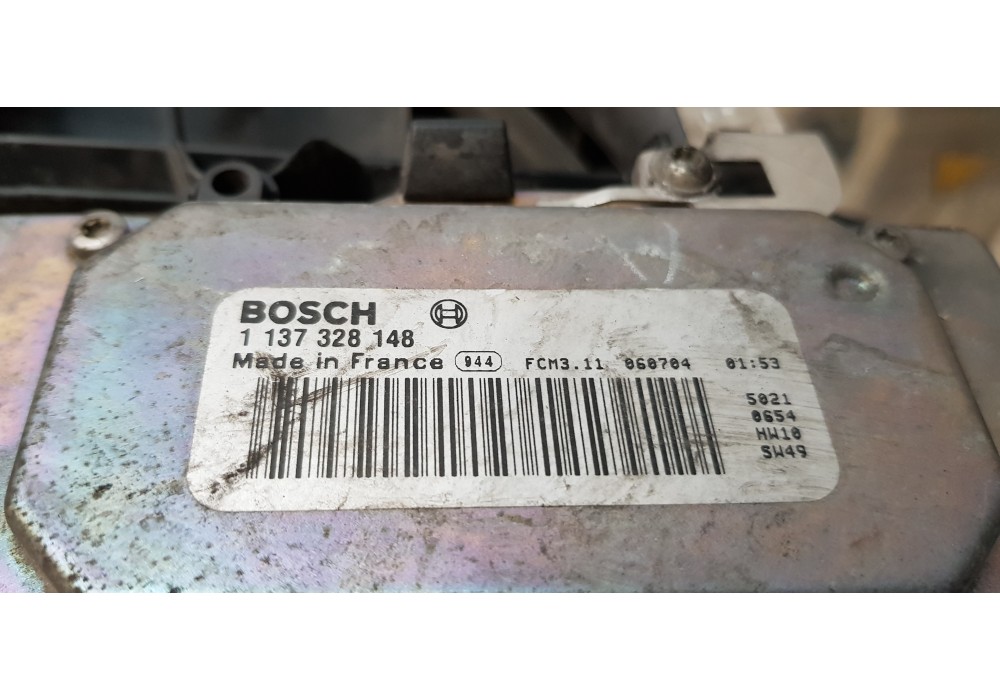 BOSCH
1 137 328 148
Made in France 944 FCM3.11 060704 01:53
5021
0654
HW10
SW49